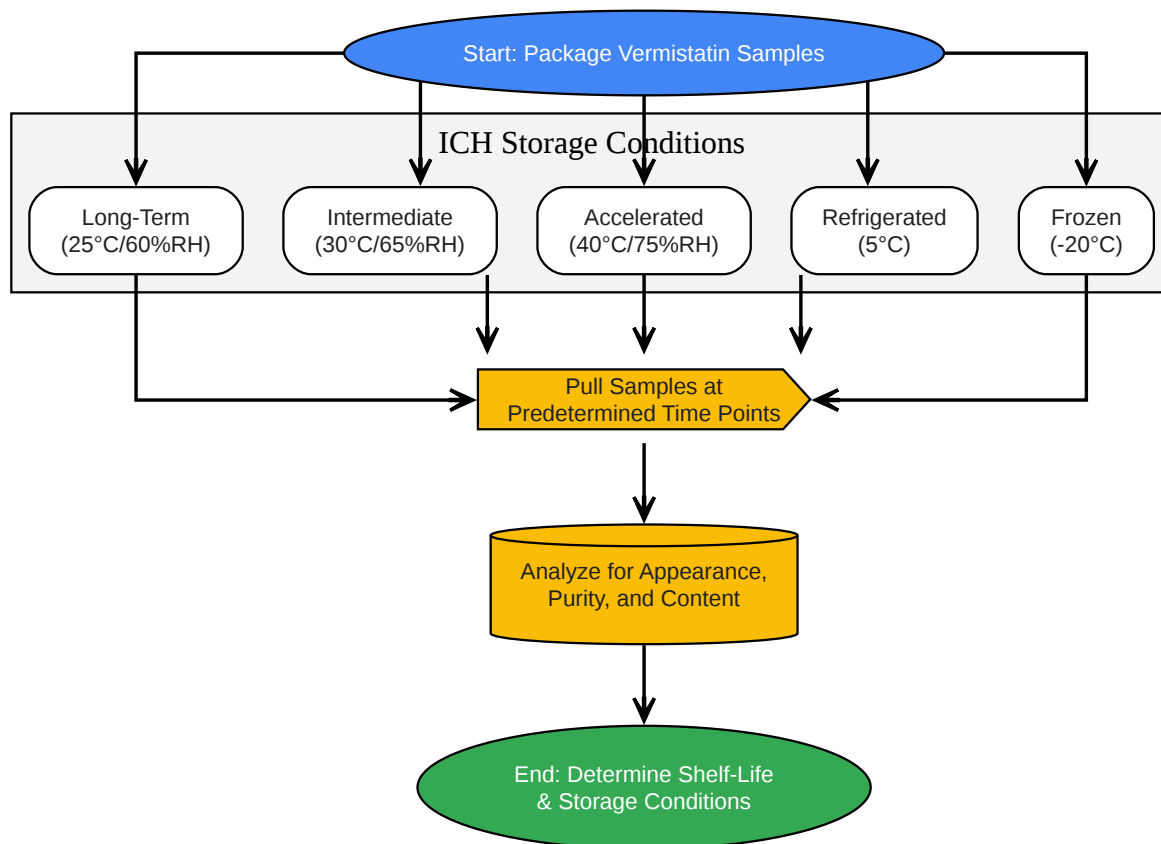 Start: Package Vermistatin Samples
ICH Storage Conditions
Long-Term
(25°C/60%RH)
Intermediate
(30°C/65%RH)
Accelerated
(40°C/75%RH)
Refrigerated
(5°C)
Frozen
(-20°C)
Pull Samples at
Predetermined Time Points
Analyze for Appearance,
Purity, and Content
End: Determine Shelf-Life
& Storage Conditions